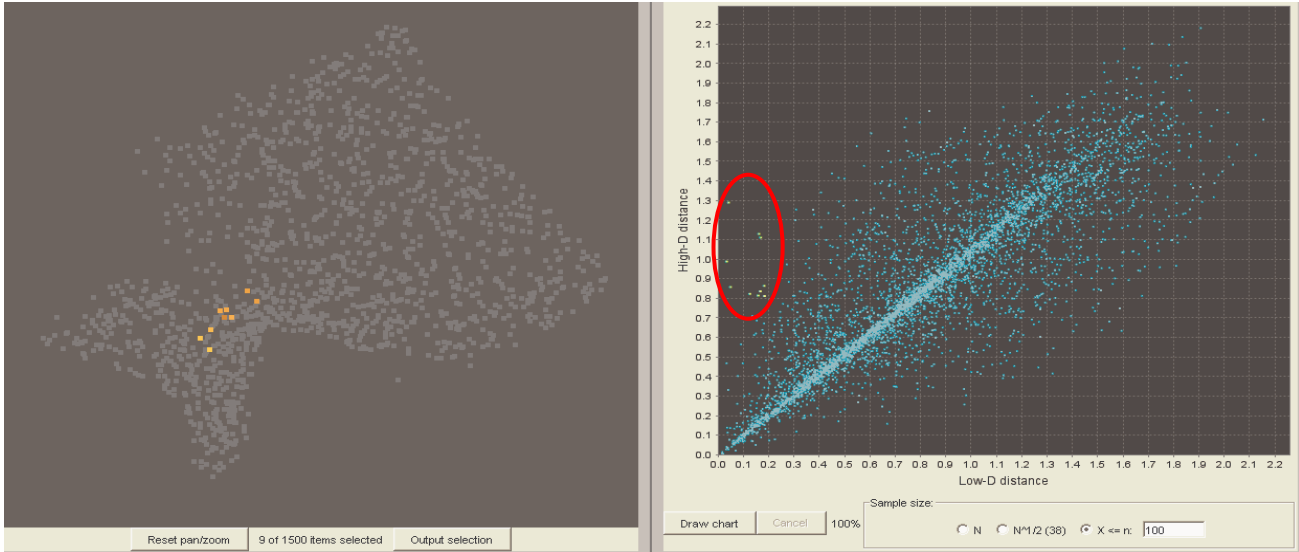 Reset pan/zoom
9 of 1500 items selected
Output selection
High-D distance
2.2
2.1
2.0
1.9
1.8
1.7
1.6
1.5
1.4
1.3
1.2
1.1
1.0
0.9
0.8
0.7
0.6
0.5
0.4
0.3
0.2
0.1
0.0
0.0 0.1 0.2 0.3 0.4 0.5 0.6 0.7 0.8 0.9 1.0 1.1 1.2 1.3 1.4 1.5 1.6 1.7 1.8 1.9 2.0 2.1 2.2
Low-D distance
Draw chart
Cancel
100%
Sample size:
N
N^1/2 (38)
X <= n:
100